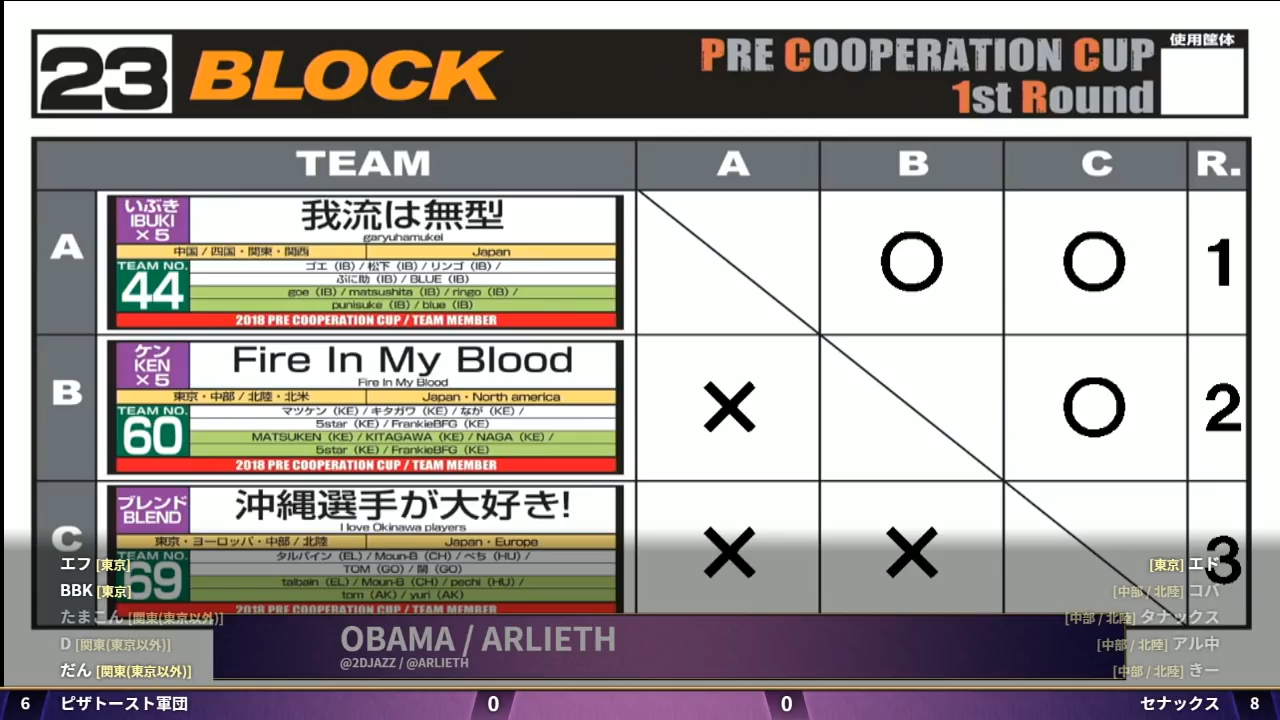 23 BLOCK
PRE COOPERATION CUP
1st Round
使用筐体
TEAM A B C R.
A
いぶき
IBUKI
×5
我流は無型
garyuhamukei
中国 / 四国・関東・関西 Japan
TEAM NO.
44
ゴエ (IB) / 松下 (IB) / リンゴ (IB) /
ぷに助 (IB) / BLUE (IB)
goe (IB) / matsushita (IB) / ringo (IB) /
punisuke (IB) / blue (IB)
2018 PRE COOPERATION CUP / TEAM MEMBER
○ ○ 1
B
ケン
KEN
×5
Fire In My Blood
Fire In My Blood
東京・中部 / 北陸・北米 Japan・North america
TEAM NO.
60
マツケン (KE) / キタガワ (KE) / なが (KE) /
5star (KE) / FrankieBFG (KE)
MATSUKEN (KE) / KITAGAWA (KE) / NAGA (KE) /
5star (KE) / FrankieBFG (KE)
2018 PRE COOPERATION CUP / TEAM MEMBER
× ○ 2
C
ブレンド
BLEND
沖縄選手が大好き!
I love Okinawa players
東京・ヨーロッパ・中部 / 北陸 Japan・Europe
TEAM NO.
69
タルバイン (EL) / Moun-B (CH) / ぺち (HU) /
TOM (GO) / 閖 (GO)
talbain (EL) / Moun-B (CH) / pechi (HU) /
tom (AK) / yuri (AK)
2018 PRE COOPERATION CUP / TEAM MEMBER
× × 3
エフ [東京]
BBK [東京]
たまこん [関東(東京以外)]
D [関東(東京以外)]
だん [関東(東京以外)]
[東京] エド
[中部/北陸] コパ
[中部/北陸] タナックス
[中部/北陸] アル中
[中部/北陸] きー
OBAMA / ARLIETH
@2DJAZZ / @ARLIETH
6 ピザトースト軍団 0 0 セナックス 8